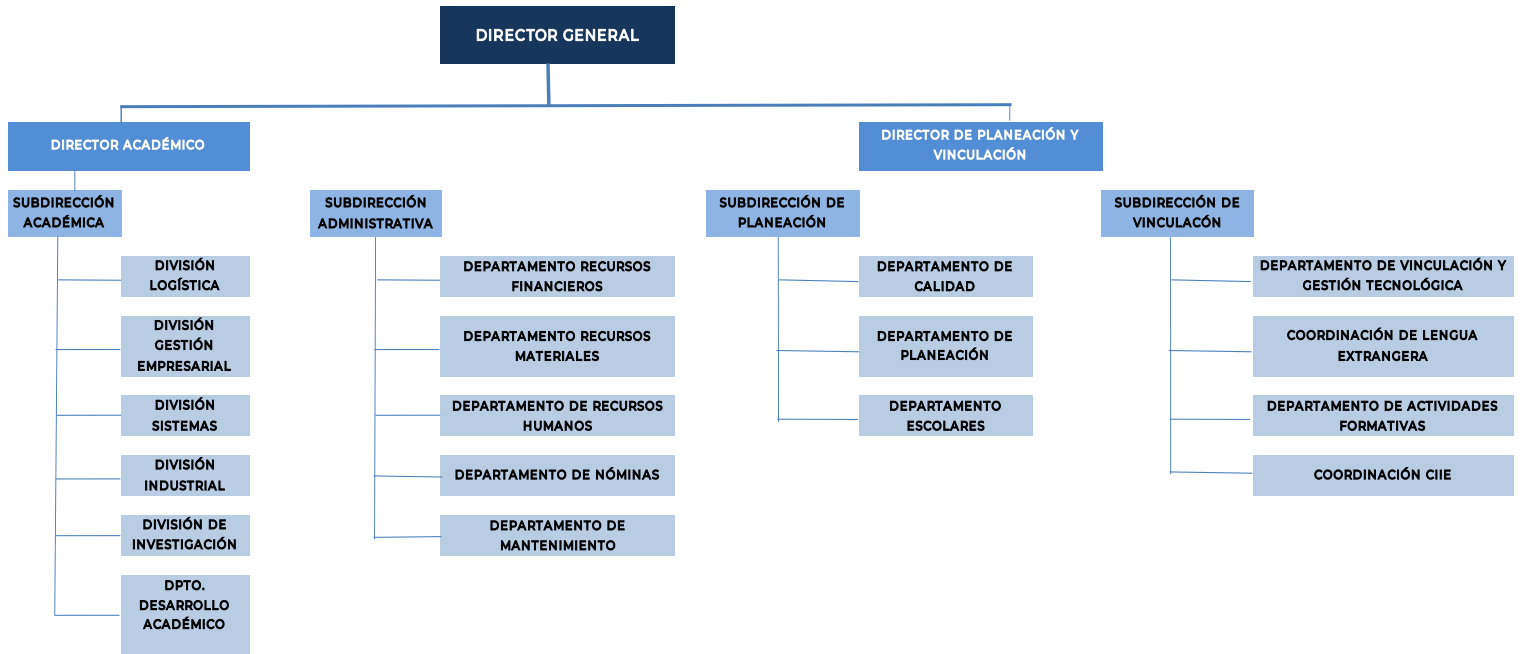 DIRECTOR GENERAL
DIRECTOR ACADÉMICO
DIRECTOR DE PLANEACIÓN Y
VINCULACIÓN
SUBDIRECCIÓN
ACADÉMICA
DIVISIÓN
LOGÍSTICA
DIVISIÓN
GESTIÓN
EMPRESARIAL
DIVISIÓN
SISTEMAS
DIVISIÓN
INDUSTRIAL
DIVISIÓN DE
INVESTIGACIÓN
DPTO.
DESARROLLO
ACADÉMICO
SUBDIRECCIÓN
ADMINISTRATIVA
DEPARTAMENTO RECURSOS
FINANCIEROS
DEPARTAMENTO RECURSOS
MATERIALES
DEPARTAMENTO DE RECURSOS
HUMANOS
DEPARTAMENTO DE NÓMINAS
DEPARTAMENTO DE
MANTENIMIENTO
SUBDIRECCIÓN DE
PLANEACIÓN
DEPARTAMENTO DE
CALIDAD
DEPARTAMENTO DE
PLANEACIÓN
DEPARTAMENTO
ESCOLARES
SUBDIRECCIÓN DE
VINCULACÓN
DEPARTAMENTO DE VINCULACIÓN Y
GESTIÓN TECNOLÓGICA
COORDINACIÓN DE LENGUA
EXTRANGERA
DEPARTAMENTO DE ACTIVIDADES
FORMATIVAS
COORDINACIÓN CIIE